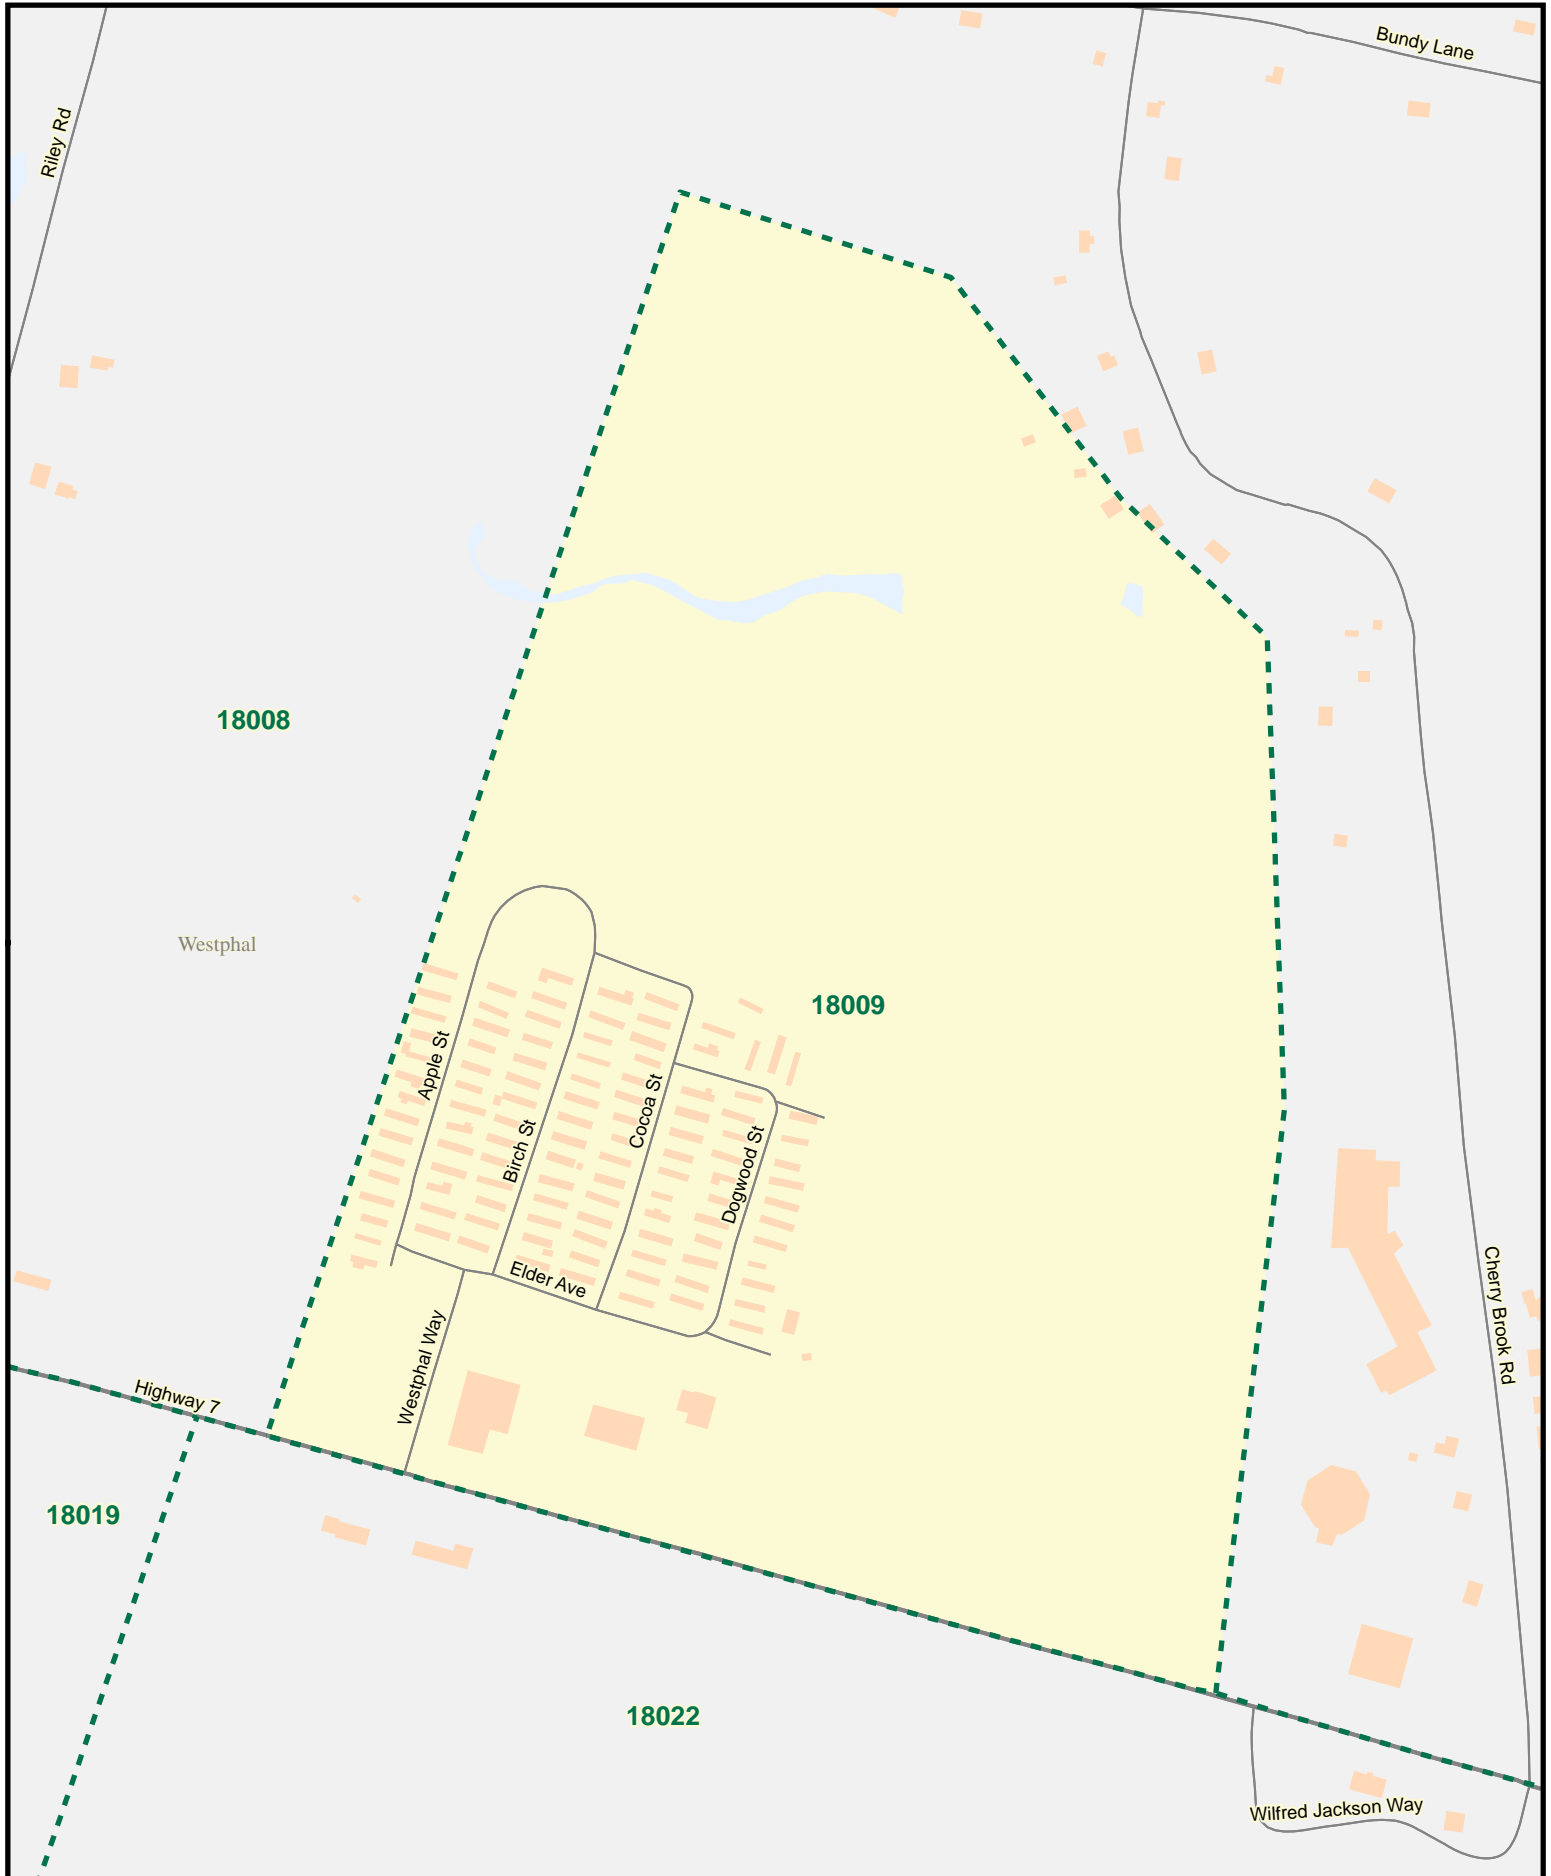 Bundy Lane
Riley Rd
18008
Westphal
18009
Apple St
Birch St
Cocoa St
Dogwood St
Elder Ave
Westphal Way
Cherry Brook Rd
Highway 7
18019
18022
Wilfred Jackson Way